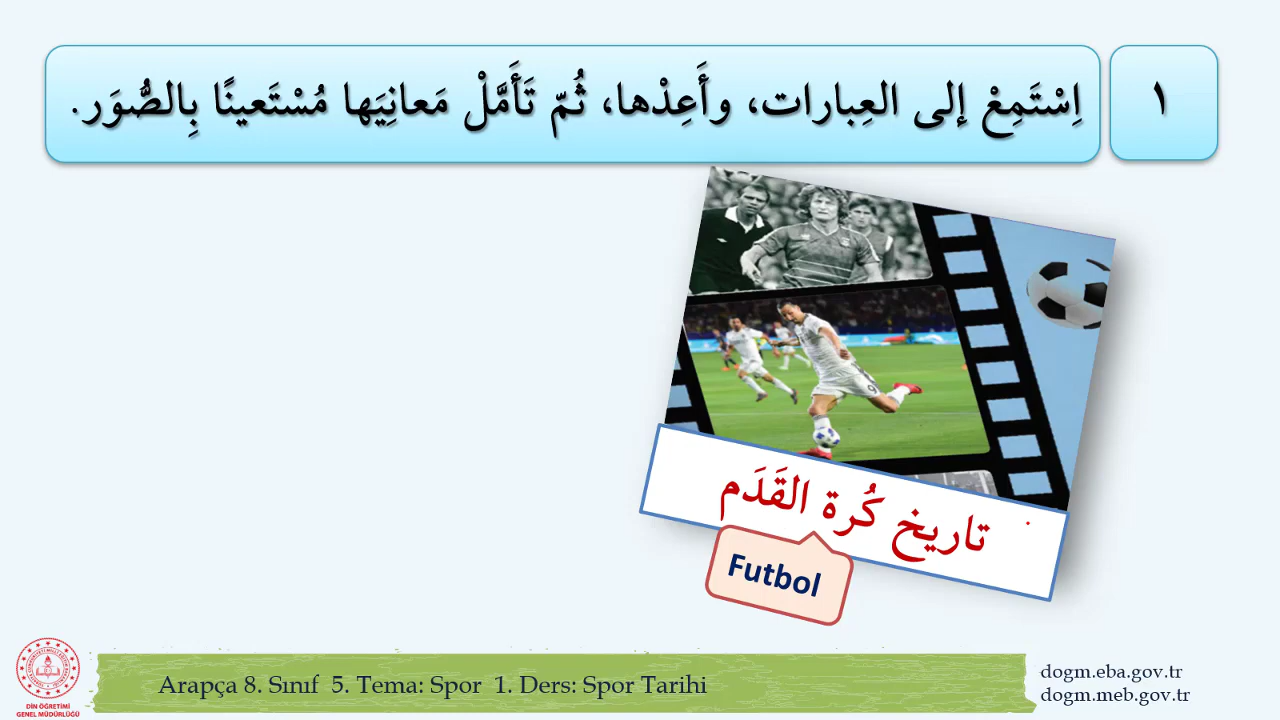 ١
اِسْتَمِعْ إلى العِبارات، وأَعِدْها، ثُمّ تَأَمَّلْ مَعانِيَها مُسْتَعينًا بِالصُّوَر.
تاريخ كُرة القَدَم
Futbol
DİN ÖĞRETİMİ
GENEL MÜDÜRLÜĞÜ
Arapça 8. Sınıf 5. Tema: Spor 1. Ders: Spor Tarihi
dogm.eba.gov.tr
dogm.meb.gov.tr